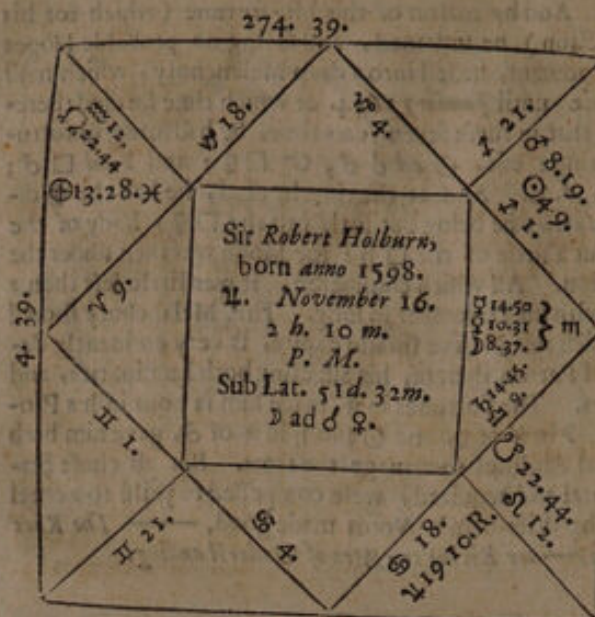 274. 39.
♑ 4.
♑ 18.
♒ 12.
☊ 22.44
⊕ 13.28. ♓
4. 39.
♈ 9.
♊ 1.
♊ 21.
♋ 4.
♋ 18.
♃ 19.10. R.
♌ 12.
☋ 22.44.
♎ 9.
♄ 14.45.
☿ 14.50
♀ 10.31 } ♏
☽ 8.37.
♐ 1.
☉ 4.9.
♂ 8.19.
♐ 21.
Sir Robert Holburn,
born anno 1598.
♃. November 16.
2 h. 10 m.
P. M.
Sub Lat. 51d. 32m.
☽ ad ☌ ♀.